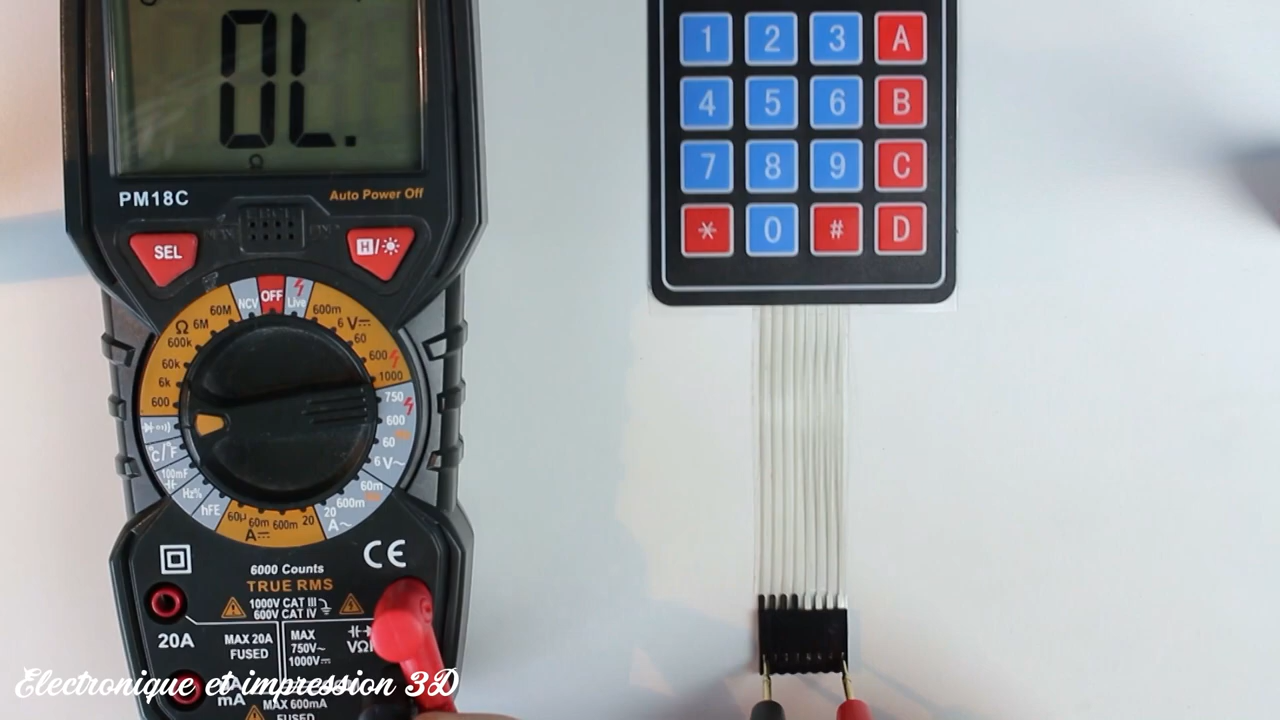 OL.
Ω
PM18C
Auto Power Off
SEL
H/
NCV OFF Live
60M 600m
Ω 6M 6 V
600k 60
60k 600
6k 1000
600 750
600
°C/°F 60
100mF 6 V~
Hz% 60m
hFE 600m
60µ 60m 600m 20 20
A A~
CE
6000 Counts
TRUE RMS
1000V CAT III
600V CAT IV
20A
MAX 20A
FUSED
MAX
750V~
1000V
VΩ
mA
MAX 600mA
FUSED
1 2 3 A
4 5 6 B
7 8 9 C
* 0 # D
Electronique et impression 3D